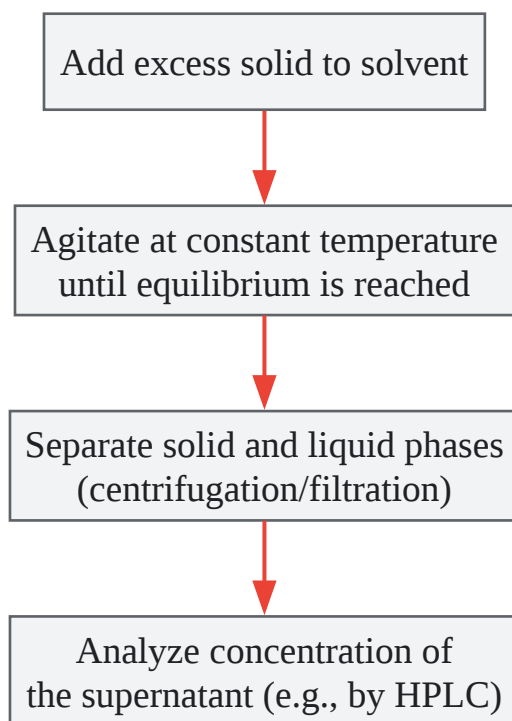 Add excess solid to solvent
Agitate at constant temperature
until equilibrium is reached
Separate solid and liquid phases
(centrifugation/filtration)
Analyze concentration of
the supernatant (e.g., by HPLC)